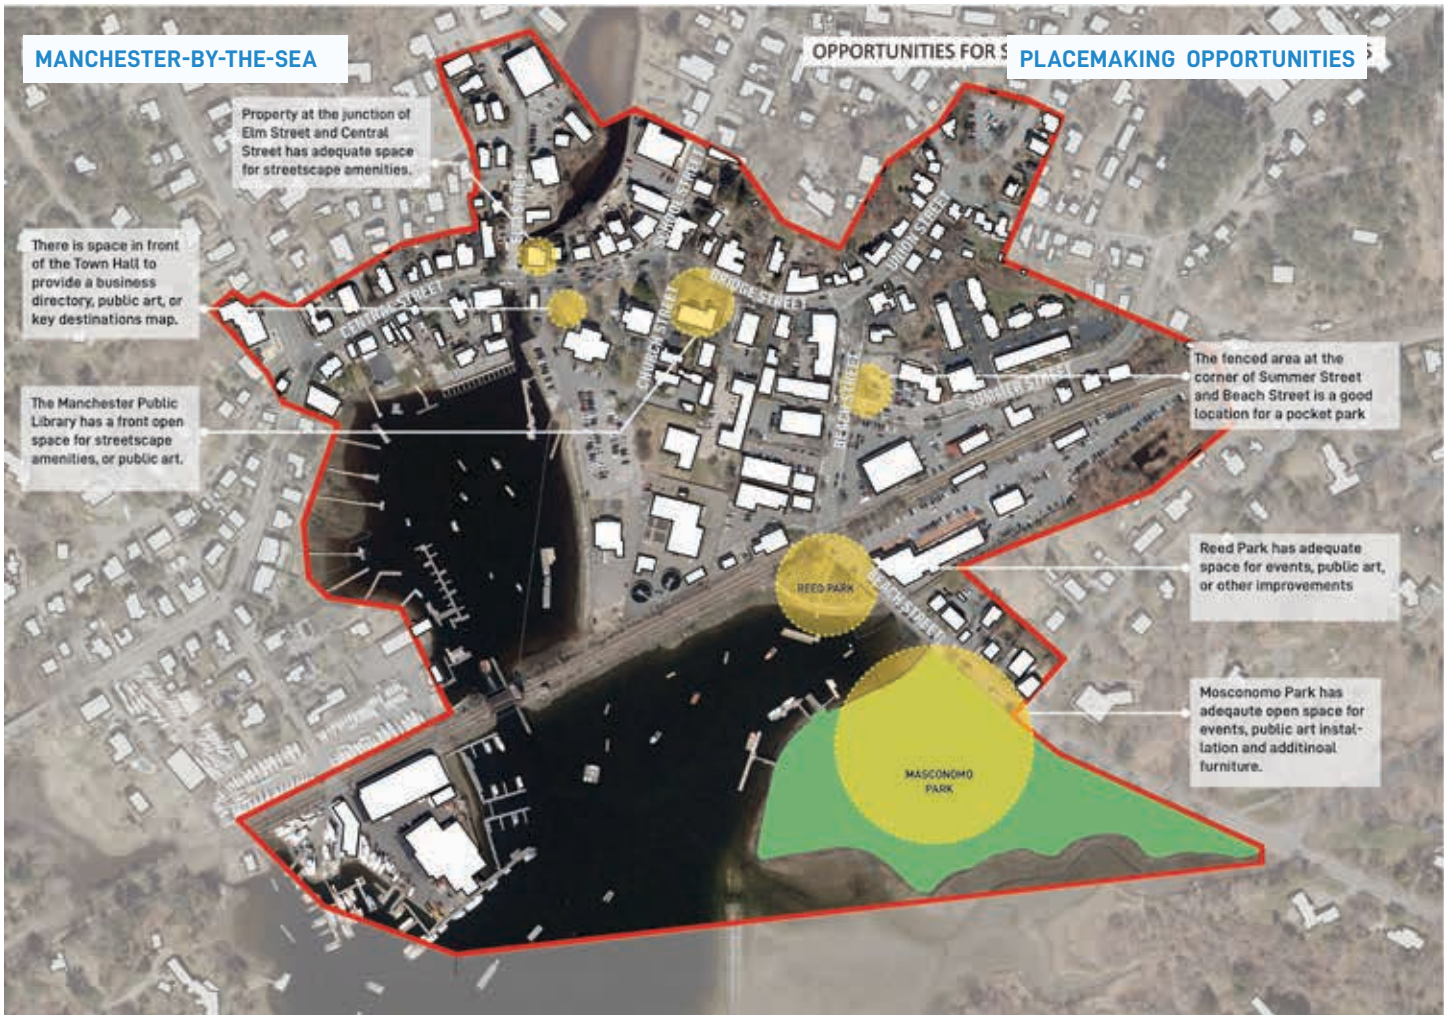 MANCHESTER-BY-THE-SEA
OPPORTUNITIES FOR S
PLACEMAKING OPPORTUNITIES
Property at the junction of
Elm Street and Central
Street has adequate space
for streetscape amenities.
There is space in front
of the Town Hall to
provide a business
directory, public art, or
key destinations map.
The Manchester Public
Library has a front open
space for streetscape
amenities, or public art.
The fenced area at the
corner of Summer Street
and Beach Street is a good
location for a pocket park
Reed Park has adequate
space for events, public art,
or other improvements
Mosconomo Park has
adeqaute open space for
events, public art instal-
lation and additinoal
furniture.
CENTRAL STREET
SCHOOL STREET
UNION STREET
BRIDGE STREET
CHURCH STREET
BEACH STREET
SUMMER STREET
REED PARK
BEACH STREET
MASCONOMO
PARK